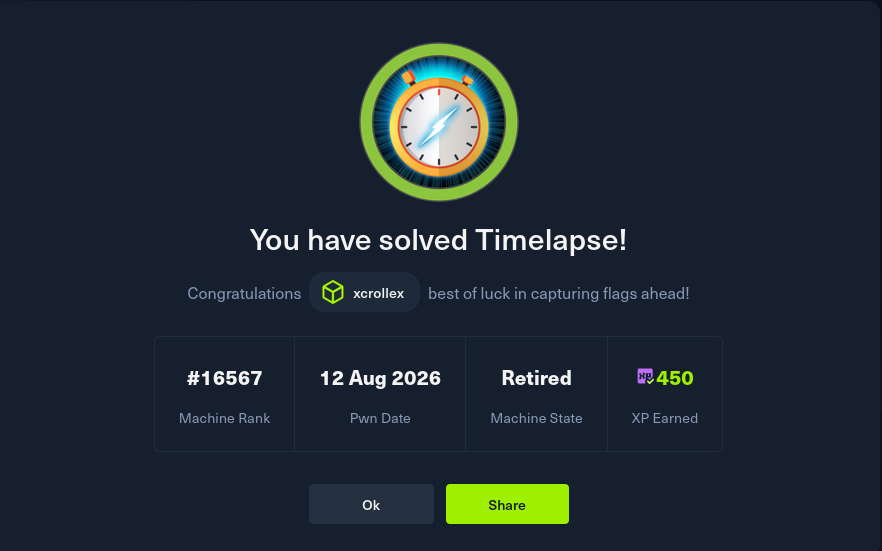 You have solved Timelapse!
Congratulations xcrollex best of luck in capturing flags ahead!
#16567 12 Aug 2026 Retired XP 450
Machine Rank Pwn Date Machine State XP Earned
Ok Share